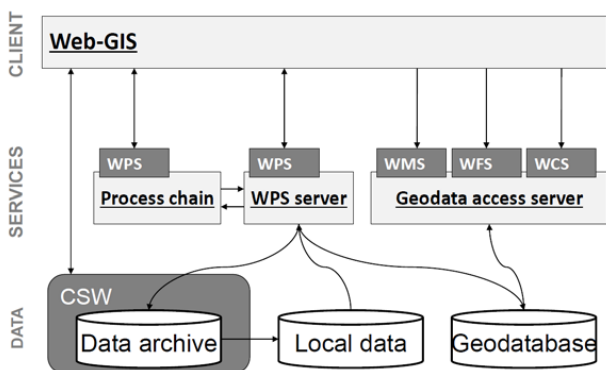 CLIENT
Web-GIS
SERVICES
WPS
WPS
WMS
WFS
WCS
Process chain
WPS server
Geodata access server
DATA
CSW
Data archive
Local data
Geodatabase